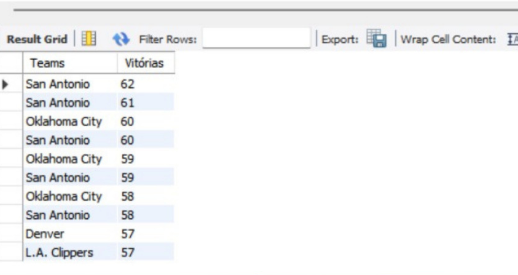 Result Grid Filter Rows: Export: Wrap Cell Content:
Teams Vitórias
San Antonio 62
San Antonio 61
Oklahoma City 60
San Antonio 60
Oklahoma City 59
San Antonio 59
Oklahoma City 58
San Antonio 58
Denver 57
L.A. Clippers 57